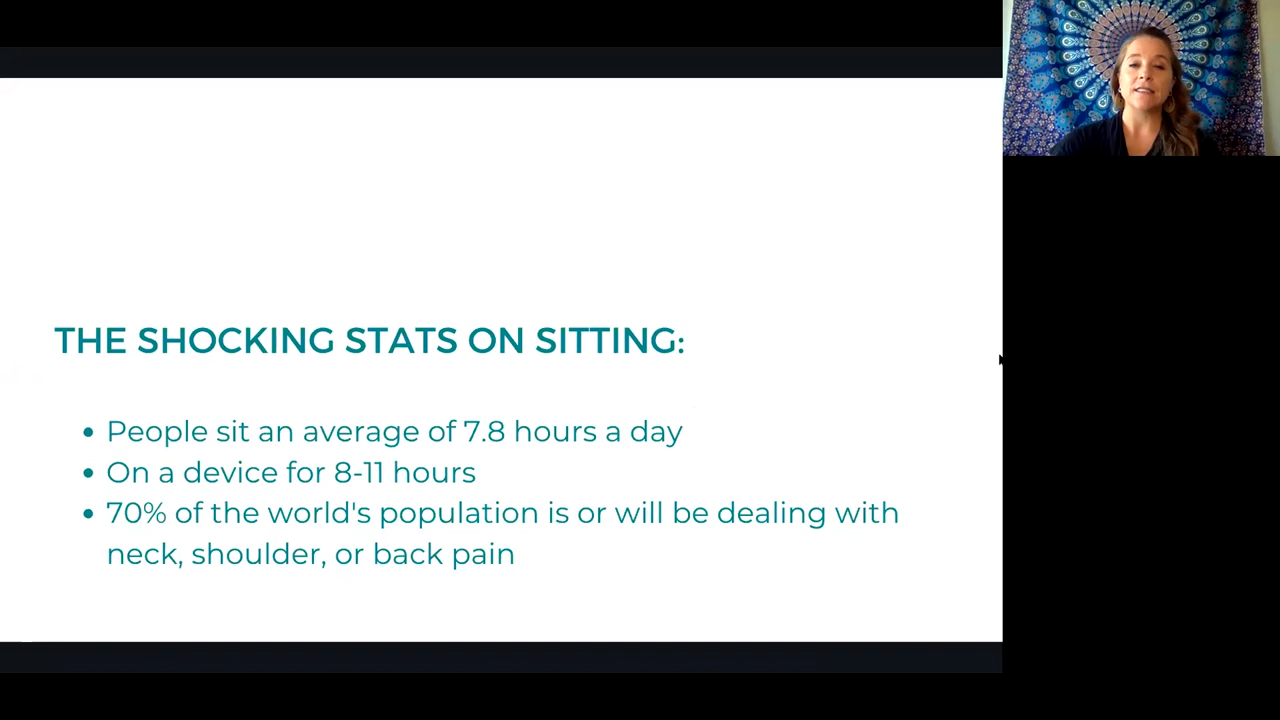 THE SHOCKING STATS ON SITTING:
• People sit an average of 7.8 hours a day
• On a device for 8-11 hours
• 70% of the world's population is or will be dealing with
neck, shoulder, or back pain